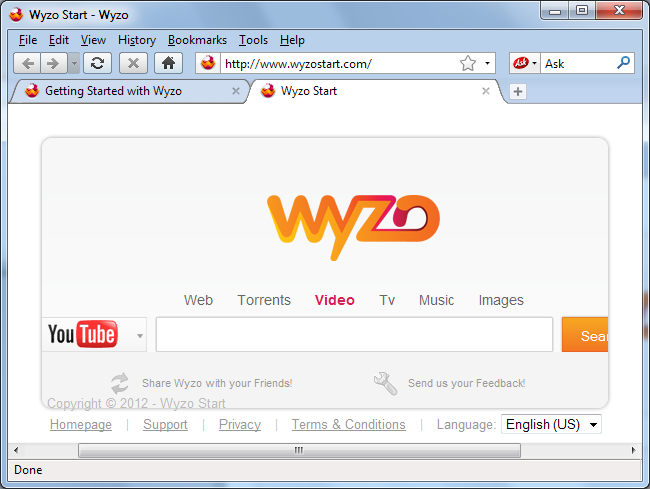 Wyzo Start - Wyzo
File Edit View History Bookmarks Tools Help
http://www.wyzostart.com/ Ask Ask
Getting Started with Wyzo Wyzo Start
wyzo
Web Torrents Video Tv Music Images
YouTube Sear
Share Wyzo with your Friends! Send us your Feedback!
Copyright © 2012 - Wyzo Start
Homepage | Support | Privacy | Terms & Conditions | Language: English (US)
Done